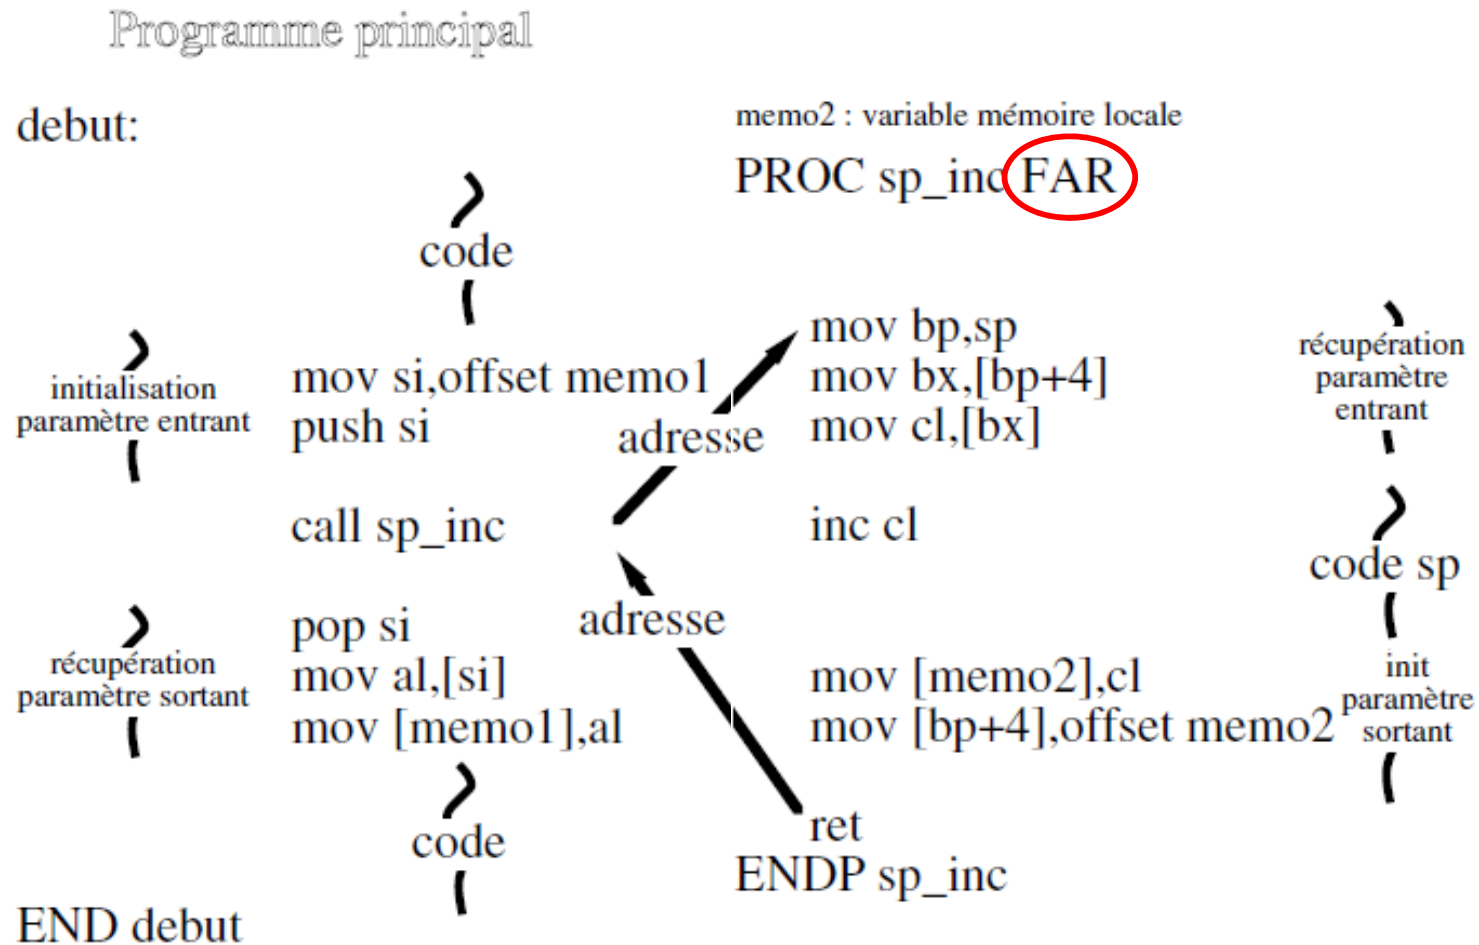 Programme principal
debut:
code
initialisation
paramètre entrant
mov si,offset memo1
push si
adresse
call sp_inc
adresse
récupération
paramètre sortant
pop si
mov al,[si]
mov [memo1],al
code
END debut
memo2 : variable mémoire locale
PROC sp_inc FAR
mov bp,sp
mov bx,[bp+4]
mov cl,[bx]
récupération
paramètre
entrant
inc cl
code sp
mov [memo2],cl
mov [bp+4],offset memo2
init
paramètre
sortant
ret
ENDP sp_inc